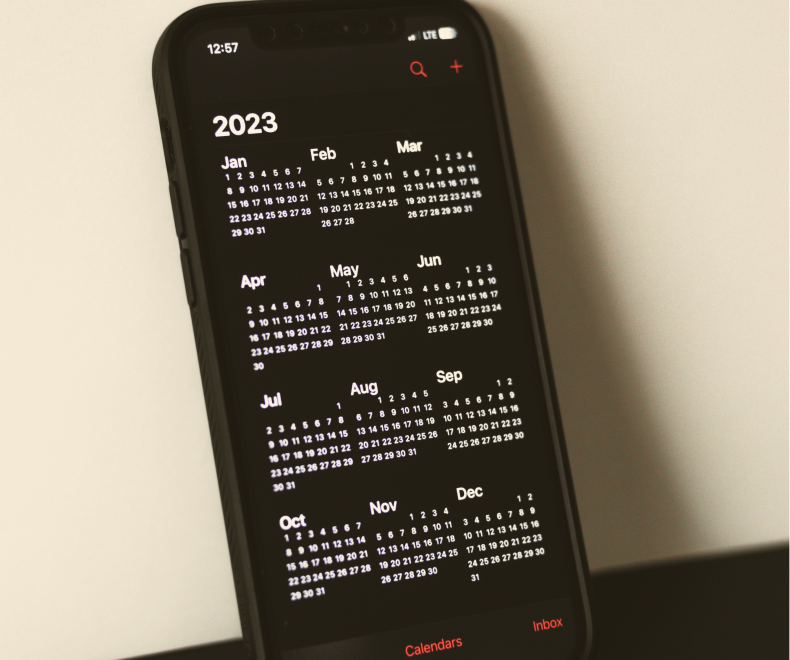 12:57 LTE
2023
Jan Feb Mar
1 2 3 4 5 6 7 1 2 3 4 1 2 3 4
8 9 10 11 12 13 14 5 6 7 8 9 10 11 5 6 7 8 9 10 11
15 16 17 18 19 20 21 12 13 14 15 16 17 18 12 13 14 15 16 17 18
22 23 24 25 26 27 28 19 20 21 22 23 24 25 19 20 21 22 23 24 25
29 30 31 26 27 28 26 27 28 29 30 31
Apr May Jun
1 1 2 3 4 5 6 1 2 3
2 3 4 5 6 7 8 7 8 9 10 11 12 13 4 5 6 7 8 9 10
9 10 11 12 13 14 15 14 15 16 17 18 19 20 11 12 13 14 15 16 17
16 17 18 19 20 21 22 21 22 23 24 25 26 27 18 19 20 21 22 23 24
23 24 25 26 27 28 29 28 29 30 31 25 26 27 28 29 30
30
Jul Aug Sep
1 1 2 3 4 5 1 2
2 3 4 5 6 7 8 6 7 8 9 10 11 12 3 4 5 6 7 8 9
9 10 11 12 13 14 15 13 14 15 16 17 18 19 10 11 12 13 14 15 16
16 17 18 19 20 21 22 20 21 22 23 24 25 26 17 18 19 20 21 22 23
23 24 25 26 27 28 29 27 28 29 30 31 24 25 26 27 28 29 30
30 31
Oct Nov Dec
1 2 3 4 5 6 7 1 2 3 4 1 2
8 9 10 11 12 13 14 5 6 7 8 9 10 11 3 4 5 6 7 8 9
15 16 17 18 19 20 21 12 13 14 15 16 17 18 10 11 12 13 14 15 16
22 23 24 25 26 27 28 19 20 21 22 23 24 25 17 18 19 20 21 22 23
29 30 31 26 27 28 29 30 24 25 26 27 28 29 30
31
Calendars Inbox